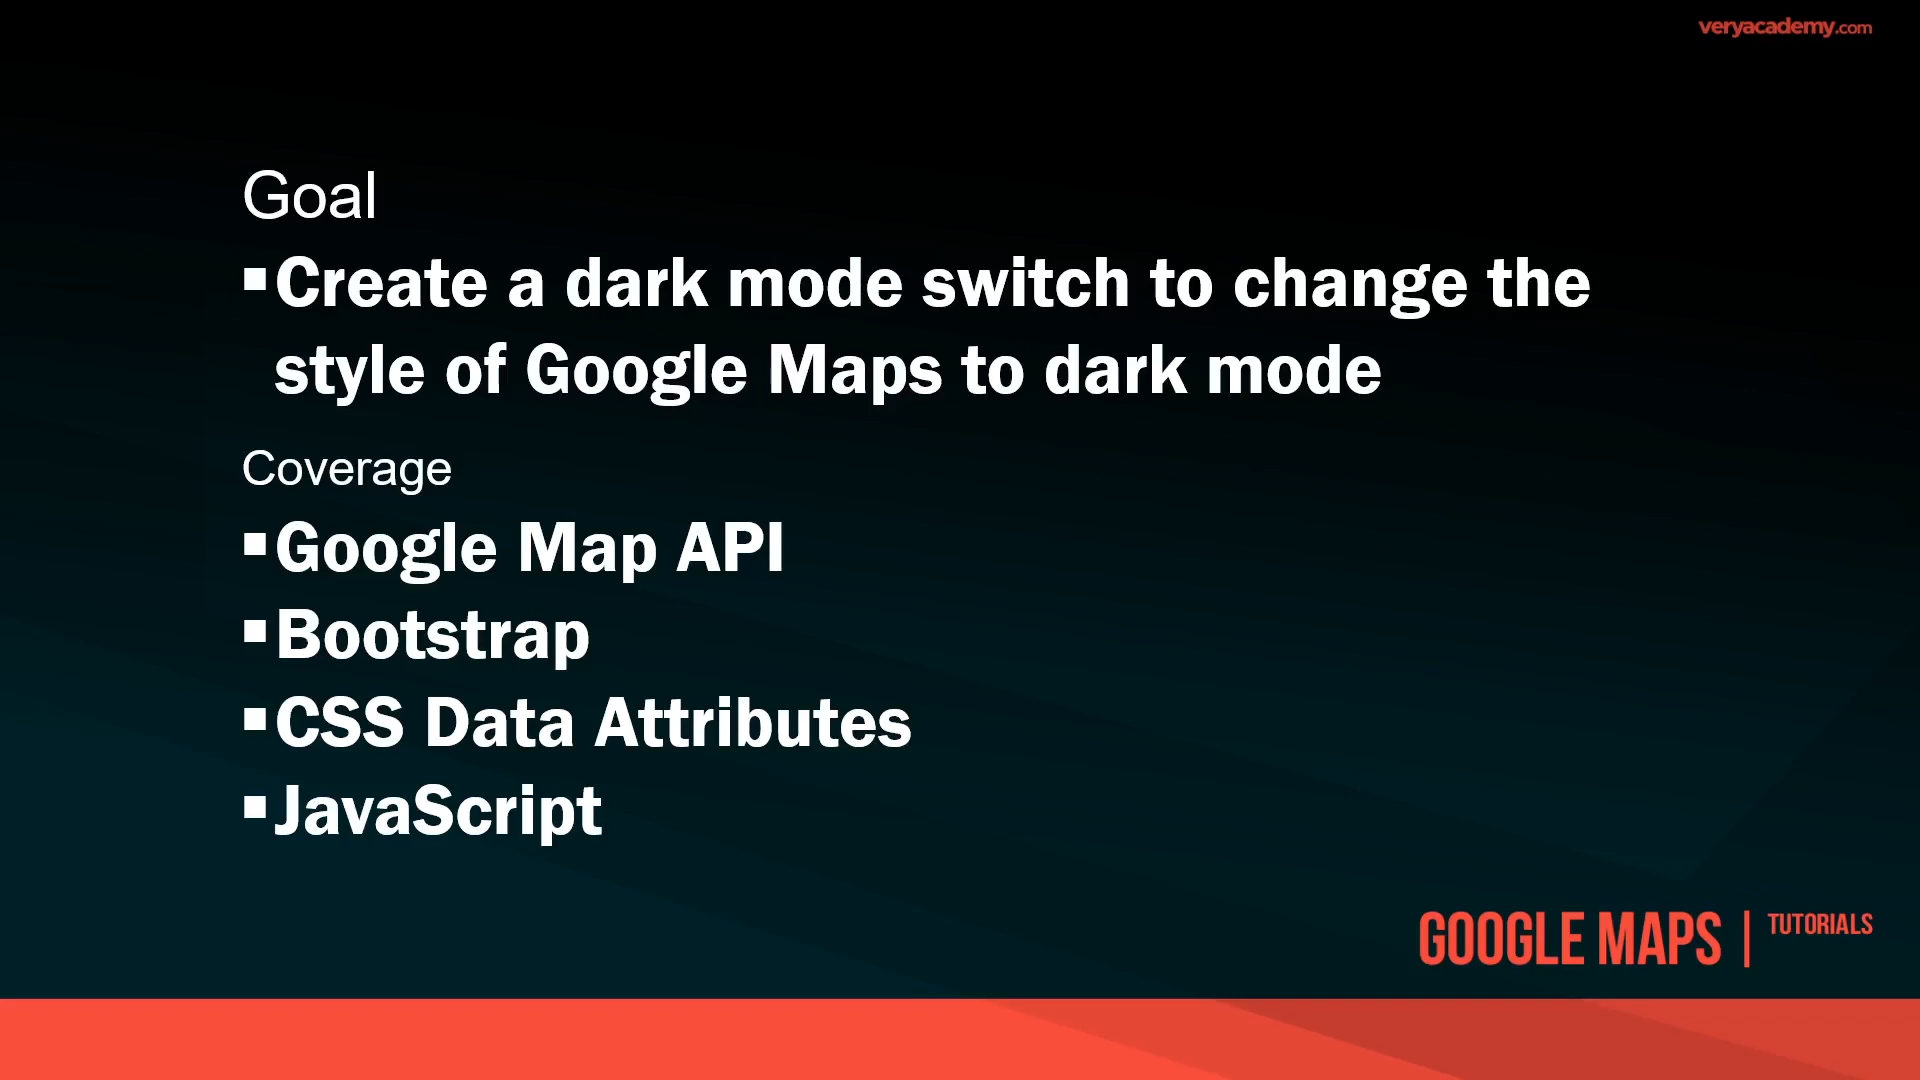 veryacademy.com
Goal
▪Create a dark mode switch to change the
style of Google Maps to dark mode
Coverage
▪Google Map API
▪Bootstrap
▪CSS Data Attributes
▪JavaScript
GOOGLE MAPS | TUTORIALS